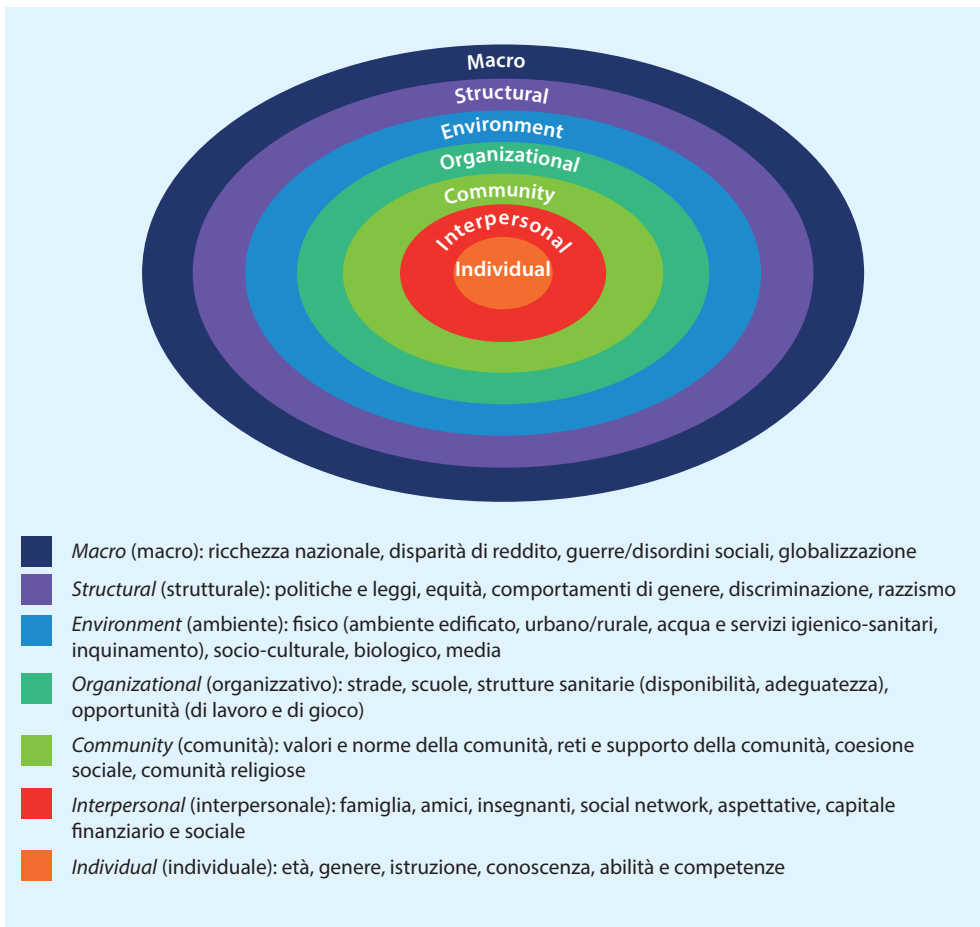 Macro
Structural
Environment
Organizational
Community
Interpersonal
Individual
Macro (macro): ricchezza nazionale, disparità di reddito, guerre/disordini sociali, globalizzazione
Structural (strutturale): politiche e leggi, equità, comportamenti di genere, discriminazione, razzismo
Environment (ambiente): fisico (ambiente edificato, urbano/rurale, acqua e servizi igienico-sanitari,
inquinamento), socio-culturale, biologico, media
Organizational (organizzativo): strade, scuole, strutture sanitarie (disponibilità, adeguatezza),
opportunità (di lavoro e di gioco)
Community (comunità): valori e norme della comunità, reti e supporto della comunità, coesione
sociale, comunità religiose
Interpersonal (interpersonale): famiglia, amici, insegnanti, social network, aspettative, capitale
finanziario e sociale
Individual (individuale): età, genere, istruzione, conoscenza, abilità e competenze